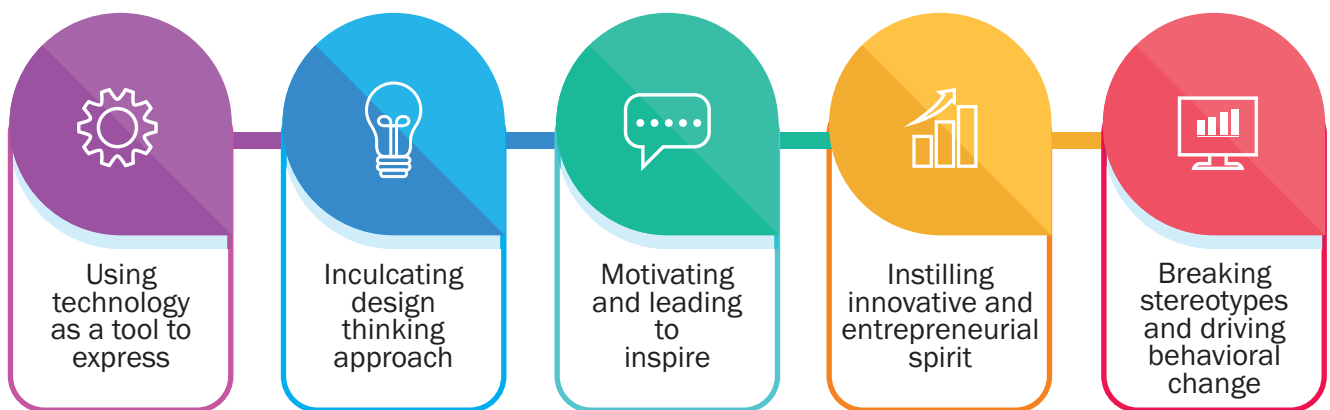 Using
technology
as a tool to
express
Inculcating
design
thinking
approach
Motivating
and leading
to
inspire
Instilling
innovative and
entrepreneurial
spirit
Breaking
stereotypes
and driving
behavioral
change